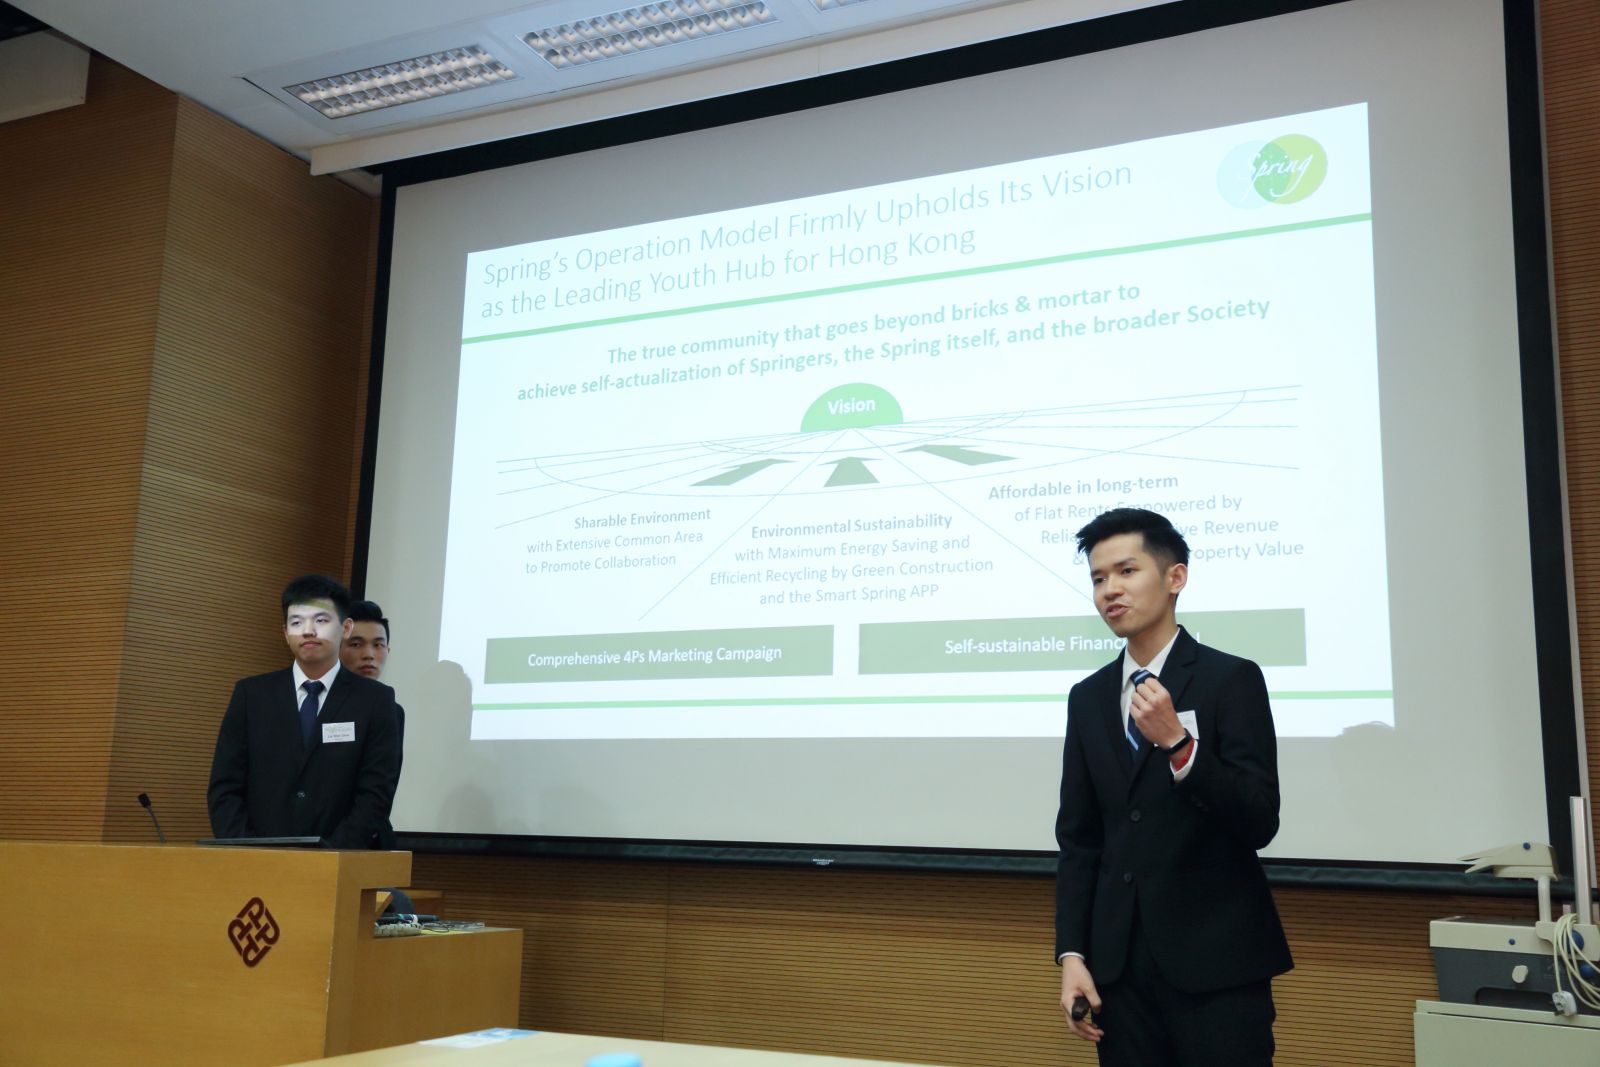 Spring
Spring's Operation Model Firmly Upholds Its Vision
as the Leading Youth Hub for Hong Kong
The true community that goes beyond bricks & mortar to
achieve self-actualization of Springers, the Spring itself, and the broader Society
Vision
Sharable Environment
with Extensive Common Area
to Promote Collaboration
Environmental Sustainability
with Maximum Energy Saving and
Efficient Recycling by Green Construction
and the Smart Spring APP
Affordable in long-term
of Flat Rents Empowered by
Revenue
& Property Value
Comprehensive 4Ps Marketing Campaign
Self-sustainable